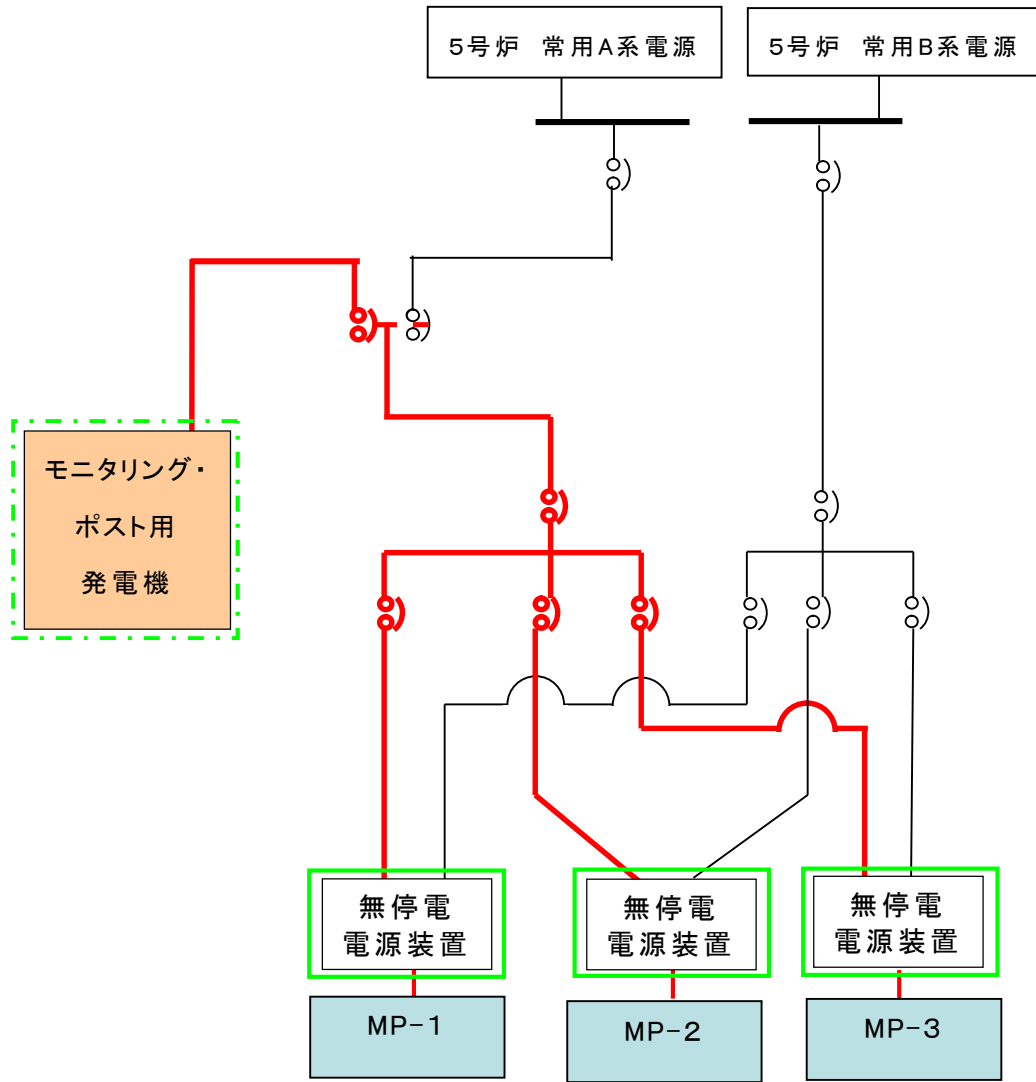 5号炉 常用A系電源
5号炉 常用B系電源
モニタリング・
ポスト用
発電機
無停電
電源装置
無停電
電源装置
無停電
電源装置
MP-1
MP-2
MP-3